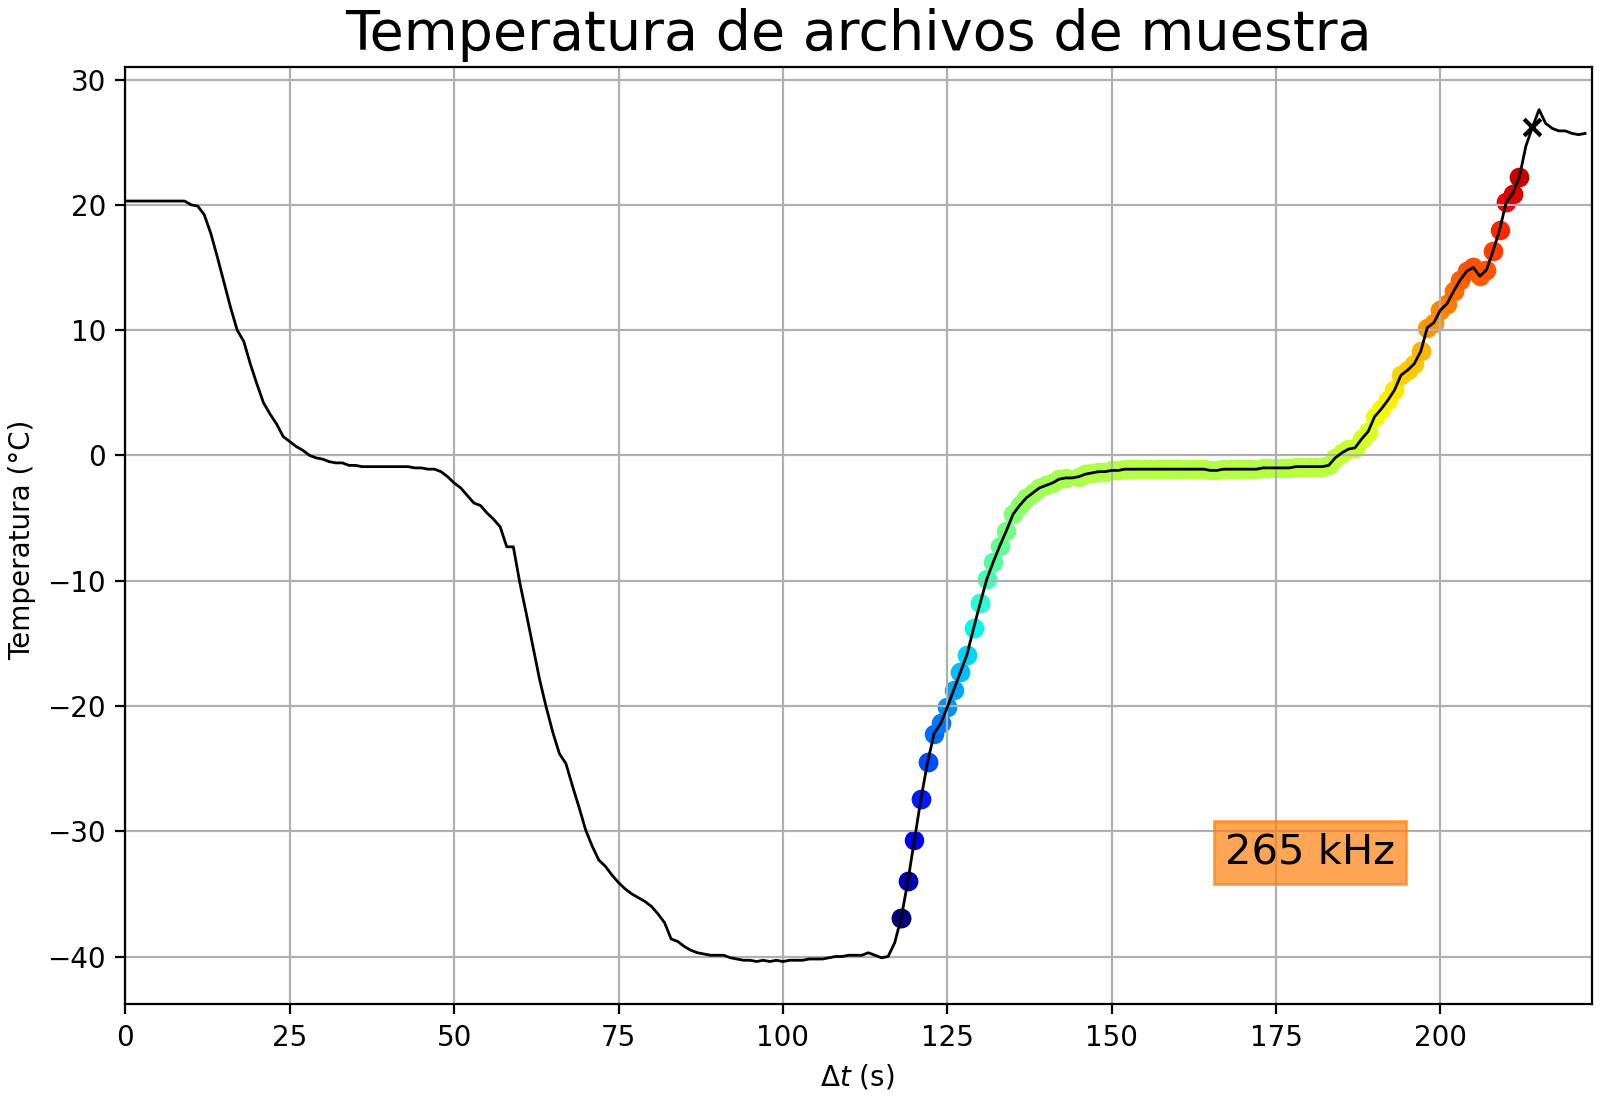 Temperatura de archivos de muestra
30
20
10
0
−10
−20
−30
−40
Temperatura (°C)
265 kHz
0 25 50 75 100 125 150 175 200
Δt (s)